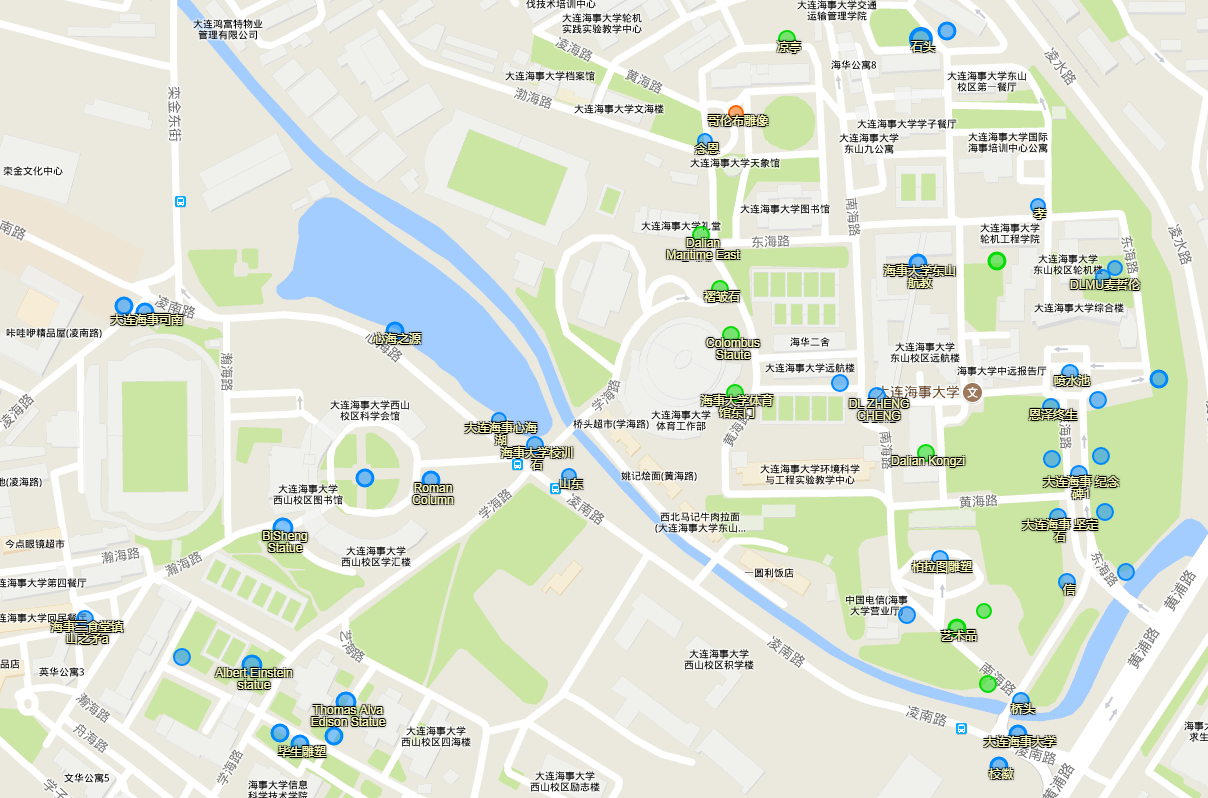 大连鸿富特物业
管理有限公司
伐技术培训中心
大连海事大学轮机
实践实验教学中心
凌海路
黄海路
大连海事大学档案馆
渤海路
大连海事大学文海楼
凉亭
大连海事大学交通
运输管理学院
石头
海华公寓8
大连海事大学东山
校区第一餐厅
凌水路
栾金东街
哥伦布雕像
念恩
大连海事大学天象馆
大连海事大学学子餐厅
大连海事大学
东山九公寓
大连海事大学国际
海事培训中心公寓
栾金文化中心
大连海事大学图书馆
南海路
孝
大连海事大学礼堂
Dalian
Maritime East
东海路
大连海事大学
轮机工程学院
东海路
凌水路
南路
大连海事大学
东山校区轮机楼
DLMU麦哲伦
海事大学东山
航教
褶皱石
大连海事大学综合楼
凌南路
大连海事司南
咔哇咿精品屋(凌南路)
心海之源
心海路
Colombus
Staute
海华二舍
大连海事大学
东山校区远航楼
瀚海路
大连海事大学远航楼
海事大学中远报告厅
喷水池
大连海事大学
DL ZHENG
CHENG
凌海路
学海路
海事大学体育
馆东门
大连海事大学西山
校区科学会馆
大连海事心海
湖
桥头超市(学海路)
大连海事大学
体育工作部
黄海路
恩泽终生
海事大学校训
石
南海路
东海路
Dalian Kongzi
姚记烩面(黄海路)
大连海事大学环境科学
与工程实验教学中心
大连海事 纪念
碑1
池(凌海路)
大连海事大学
西山校区图书馆
Roman
Column
山东
学海路
凌南路
黄海路
西北马记牛肉拉面
(大连海事大学东山...
大连海事 坚定
石
BiSheng
Statue
今点眼镜超市
瀚海路
瀚海路
大连海事大学
西山校区学汇楼
柏拉图雕塑
一圆利饭店
东海路
信
黄浦路
连海事大学第四餐厅
连海事大学回民餐厅
海事三食堂镇
山之歹a
中国电信(海事
大学营业厅)
艺术品
艺海路
凌南路
黄浦路
品店
英华公寓3
Albert Einstein
statue
大连海事大学
西山校区积学楼
南海路
瀚海路
Thomas Alva
Edison Statue
桥头
凌南路
舟海路
毕生雕塑
大连海事大学
西山校区四海楼
大连海事大学
凌南路
海事大
求生
文华公寓5
学海路
校徽
学子
海事大学信息
科学技术学院
大连海事大学
西山校区励志楼
黄浦路